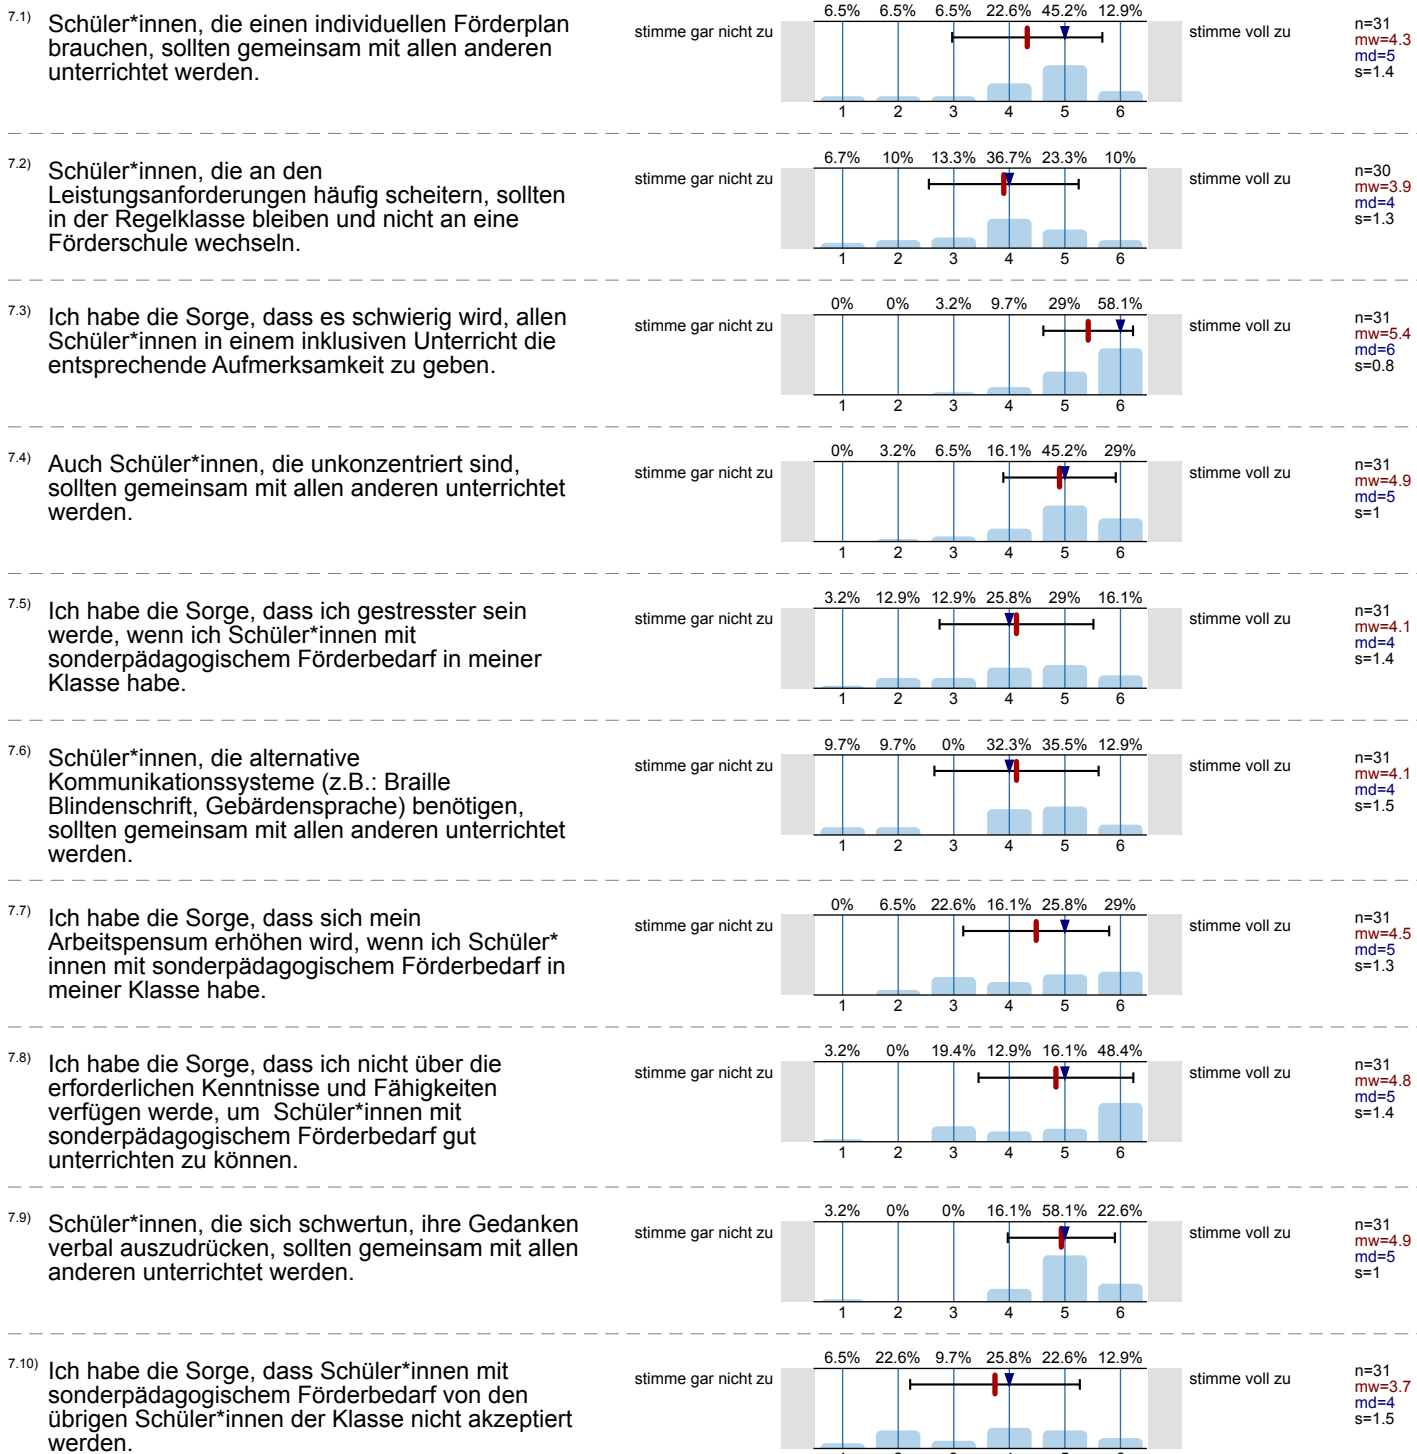 7.1) Schüler*innen, die einen individuellen Förderplan
brauchen, sollten gemeinsam mit allen anderen
unterrichtet werden.
stimme gar nicht zu
6.5% 6.5% 6.5% 22.6% 45.2% 12.9%
1 2 3 4 5 6
stimme voll zu
n=31
mw=4.3
md=5
s=1.4
7.2) Schüler*innen, die an den
Leistungsanforderungen häufig scheitern, sollten
in der Regelklasse bleiben und nicht an eine
Förderschule wechseln.
stimme gar nicht zu
6.7% 10% 13.3% 36.7% 23.3% 10%
1 2 3 4 5 6
stimme voll zu
n=30
mw=3.9
md=4
s=1.3
7.3) Ich habe die Sorge, dass es schwierig wird, allen
Schüler*innen in einem inklusiven Unterricht die
entsprechende Aufmerksamkeit zu geben.
stimme gar nicht zu
0% 0% 3.2% 9.7% 29% 58.1%
1 2 3 4 5 6
stimme voll zu
n=31
mw=5.4
md=6
s=0.8
7.4) Auch Schüler*innen, die unkonzentriert sind,
sollten gemeinsam mit allen anderen unterrichtet
werden.
stimme gar nicht zu
0% 3.2% 6.5% 16.1% 45.2% 29%
1 2 3 4 5 6
stimme voll zu
n=31
mw=4.9
md=5
s=1
7.5) Ich habe die Sorge, dass ich gestresster sein
werde, wenn ich Schüler*innen mit
sonderpädagogischem Förderbedarf in meiner
Klasse habe.
stimme gar nicht zu
3.2% 12.9% 12.9% 25.8% 29% 16.1%
1 2 3 4 5 6
stimme voll zu
n=31
mw=4.1
md=4
s=1.4
7.6) Schüler*innen, die alternative
Kommunikationssysteme (z.B.: Braille
Blindenschrift, Gebärdensprache) benötigen,
sollten gemeinsam mit allen anderen unterrichtet
werden.
stimme gar nicht zu
9.7% 9.7% 0% 32.3% 35.5% 12.9%
1 2 3 4 5 6
stimme voll zu
n=31
mw=4.1
md=4
s=1.5
7.7) Ich habe die Sorge, dass sich mein
Arbeitspensum erhöhen wird, wenn ich Schüler*
innen mit sonderpädagogischem Förderbedarf in
meiner Klasse habe.
stimme gar nicht zu
0% 6.5% 22.6% 16.1% 25.8% 29%
1 2 3 4 5 6
stimme voll zu
n=31
mw=4.5
md=5
s=1.3
7.8) Ich habe die Sorge, dass ich nicht über die
erforderlichen Kenntnisse und Fähigkeiten
verfügen werde, um Schüler*innen mit
sonderpädagogischem Förderbedarf gut
unterrichten zu können.
stimme gar nicht zu
3.2% 0% 19.4% 12.9% 16.1% 48.4%
1 2 3 4 5 6
stimme voll zu
n=31
mw=4.8
md=5
s=1.4
7.9) Schüler*innen, die sich schwertun, ihre Gedanken
verbal auszudrücken, sollten gemeinsam mit allen
anderen unterrichtet werden.
stimme gar nicht zu
3.2% 0% 0% 16.1% 58.1% 22.6%
1 2 3 4 5 6
stimme voll zu
n=31
mw=4.9
md=5
s=1
7.10) Ich habe die Sorge, dass Schüler*innen mit
sonderpädagogischem Förderbedarf von den
übrigen Schüler*innen der Klasse nicht akzeptiert
werden.
stimme gar nicht zu
6.5% 22.6% 9.7% 25.8% 22.6% 12.9%
stimme voll zu
n=31
mw=3.7
md=4
s=1.5